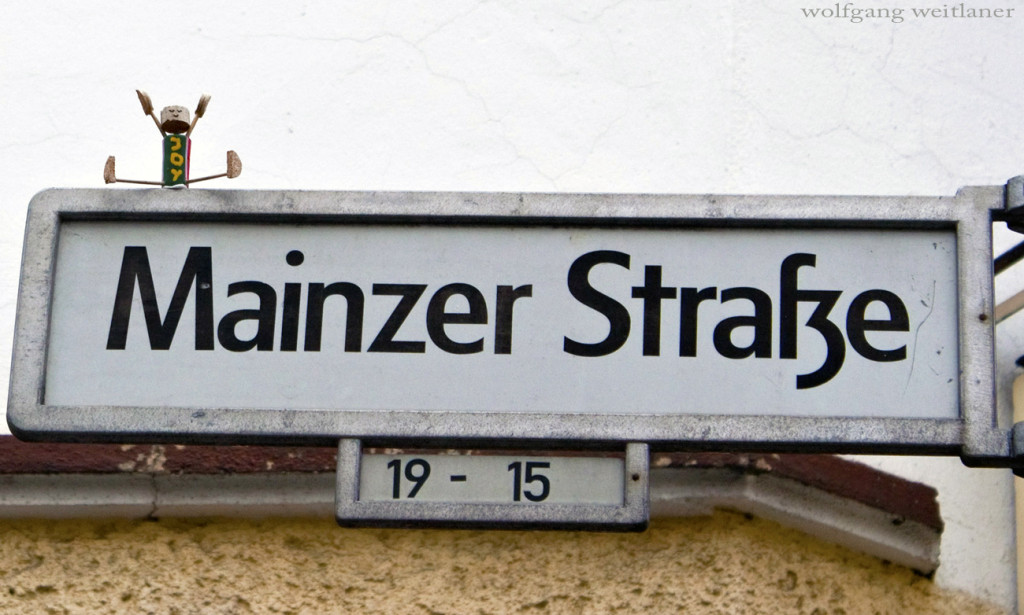 wolfgang weitlaner
JOY
Mainzer Straße
19 - 15